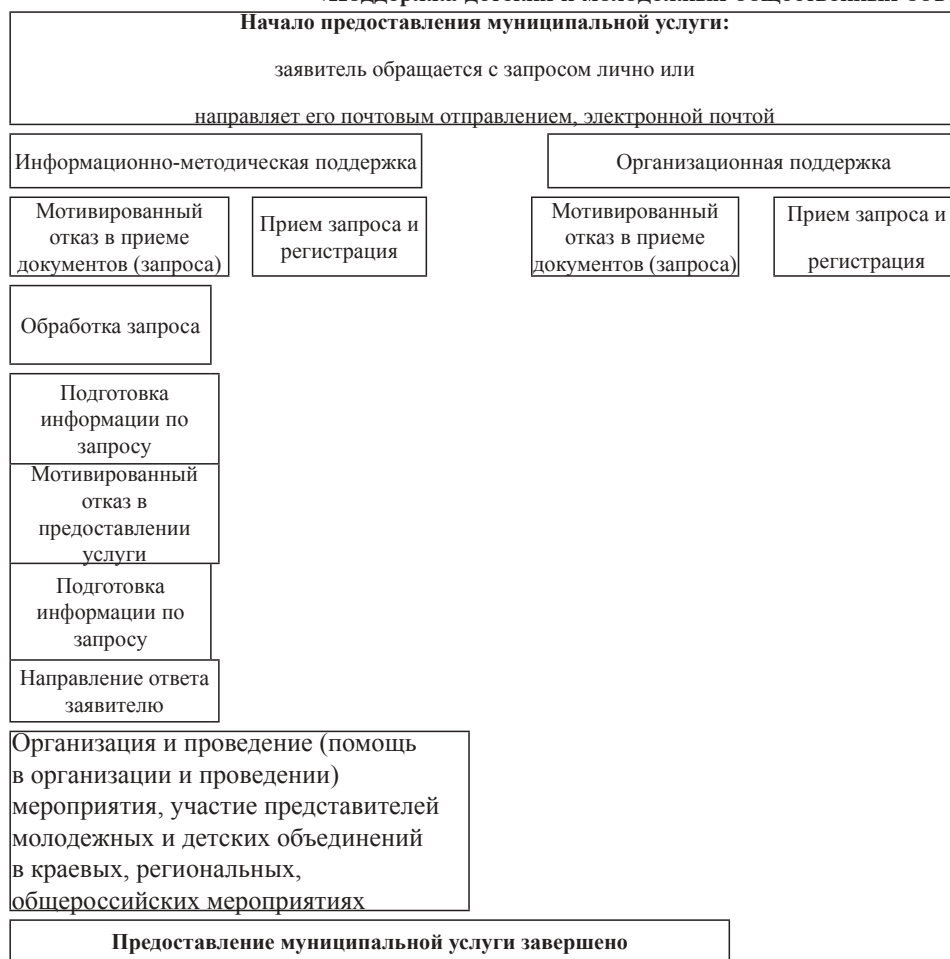 Начало предоставления муниципальной услуги:
заявитель обращается с запросом лично или
направляет его почтовым отправлением, электронной почтой
Информационно-методическая поддержка
Организационная поддержка
Мотивированный
отказ в приеме
документов (запроса)
Прием запроса и
регистрация
Мотивированный
отказ в приеме
документов (запроса)
Прием запроса и
регистрация
Обработка запроса
Подготовка
информации по
запросу
Мотивированный
отказ в
предоставлении
услуги
Подготовка
информации по
запросу
Направление ответа
заявителю
Организация и проведение (помощь
в организации и проведении)
мероприятия, участие представителей
молодежных и детских объединений
в краевых, региональных,
общероссийских мероприятиях
Предоставление муниципальной услуги завершено